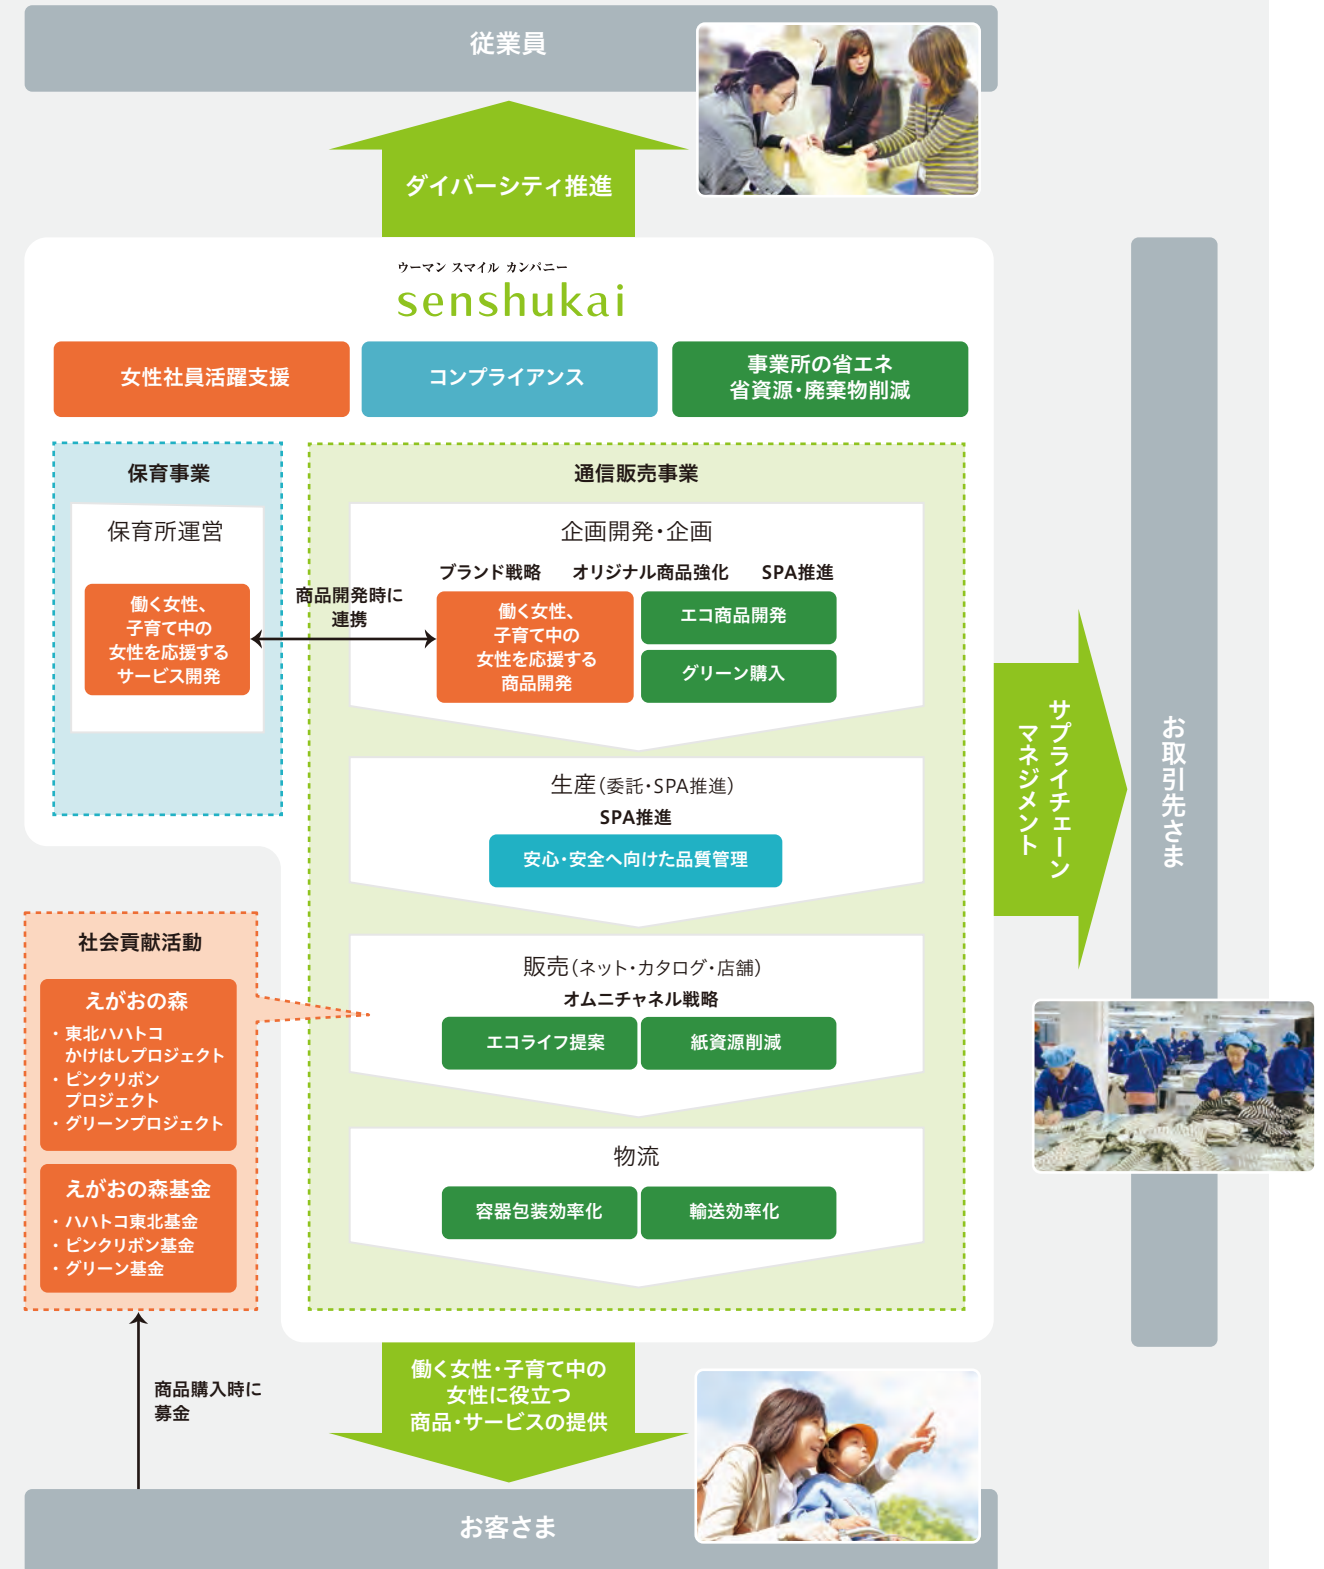 従業員
ダイバーシティ推進
ウーマン スマイル カンパニー
senshukai
女性社員活躍支援
コンプライアンス
事業所の省エネ
省資源・廃棄物削減
保育事業
保育所運営
働く女性、
子育て中の
女性を応援する
サービス開発
商品開発時に
連携
通信販売事業
企画開発・企画
ブランド戦略 オリジナル商品強化 SPA推進
働く女性、
子育て中の
女性を応援する
商品開発
エコ商品開発
グリーン購入
生産(委託・SPA推進)
SPA推進
安心・安全へ向けた品質管理
販売(ネット・カタログ・店舗)
オムニチャネル戦略
エコライフ提案
紙資源削減
物流
容器包装効率化
輸送効率化
サプライチェーン
マネジメント
お取引先さま
社会貢献活動
えがおの森
・東北ハハトコ
かけはしプロジェクト
・ピンクリボン
プロジェクト
・グリーンプロジェクト
えがおの森基金
・ハハトコ東北基金
・ピンクリボン基金
・グリーン基金
商品購入時に
募金
働く女性・子育て中の
女性に役立つ
商品・サービスの提供
お客さま